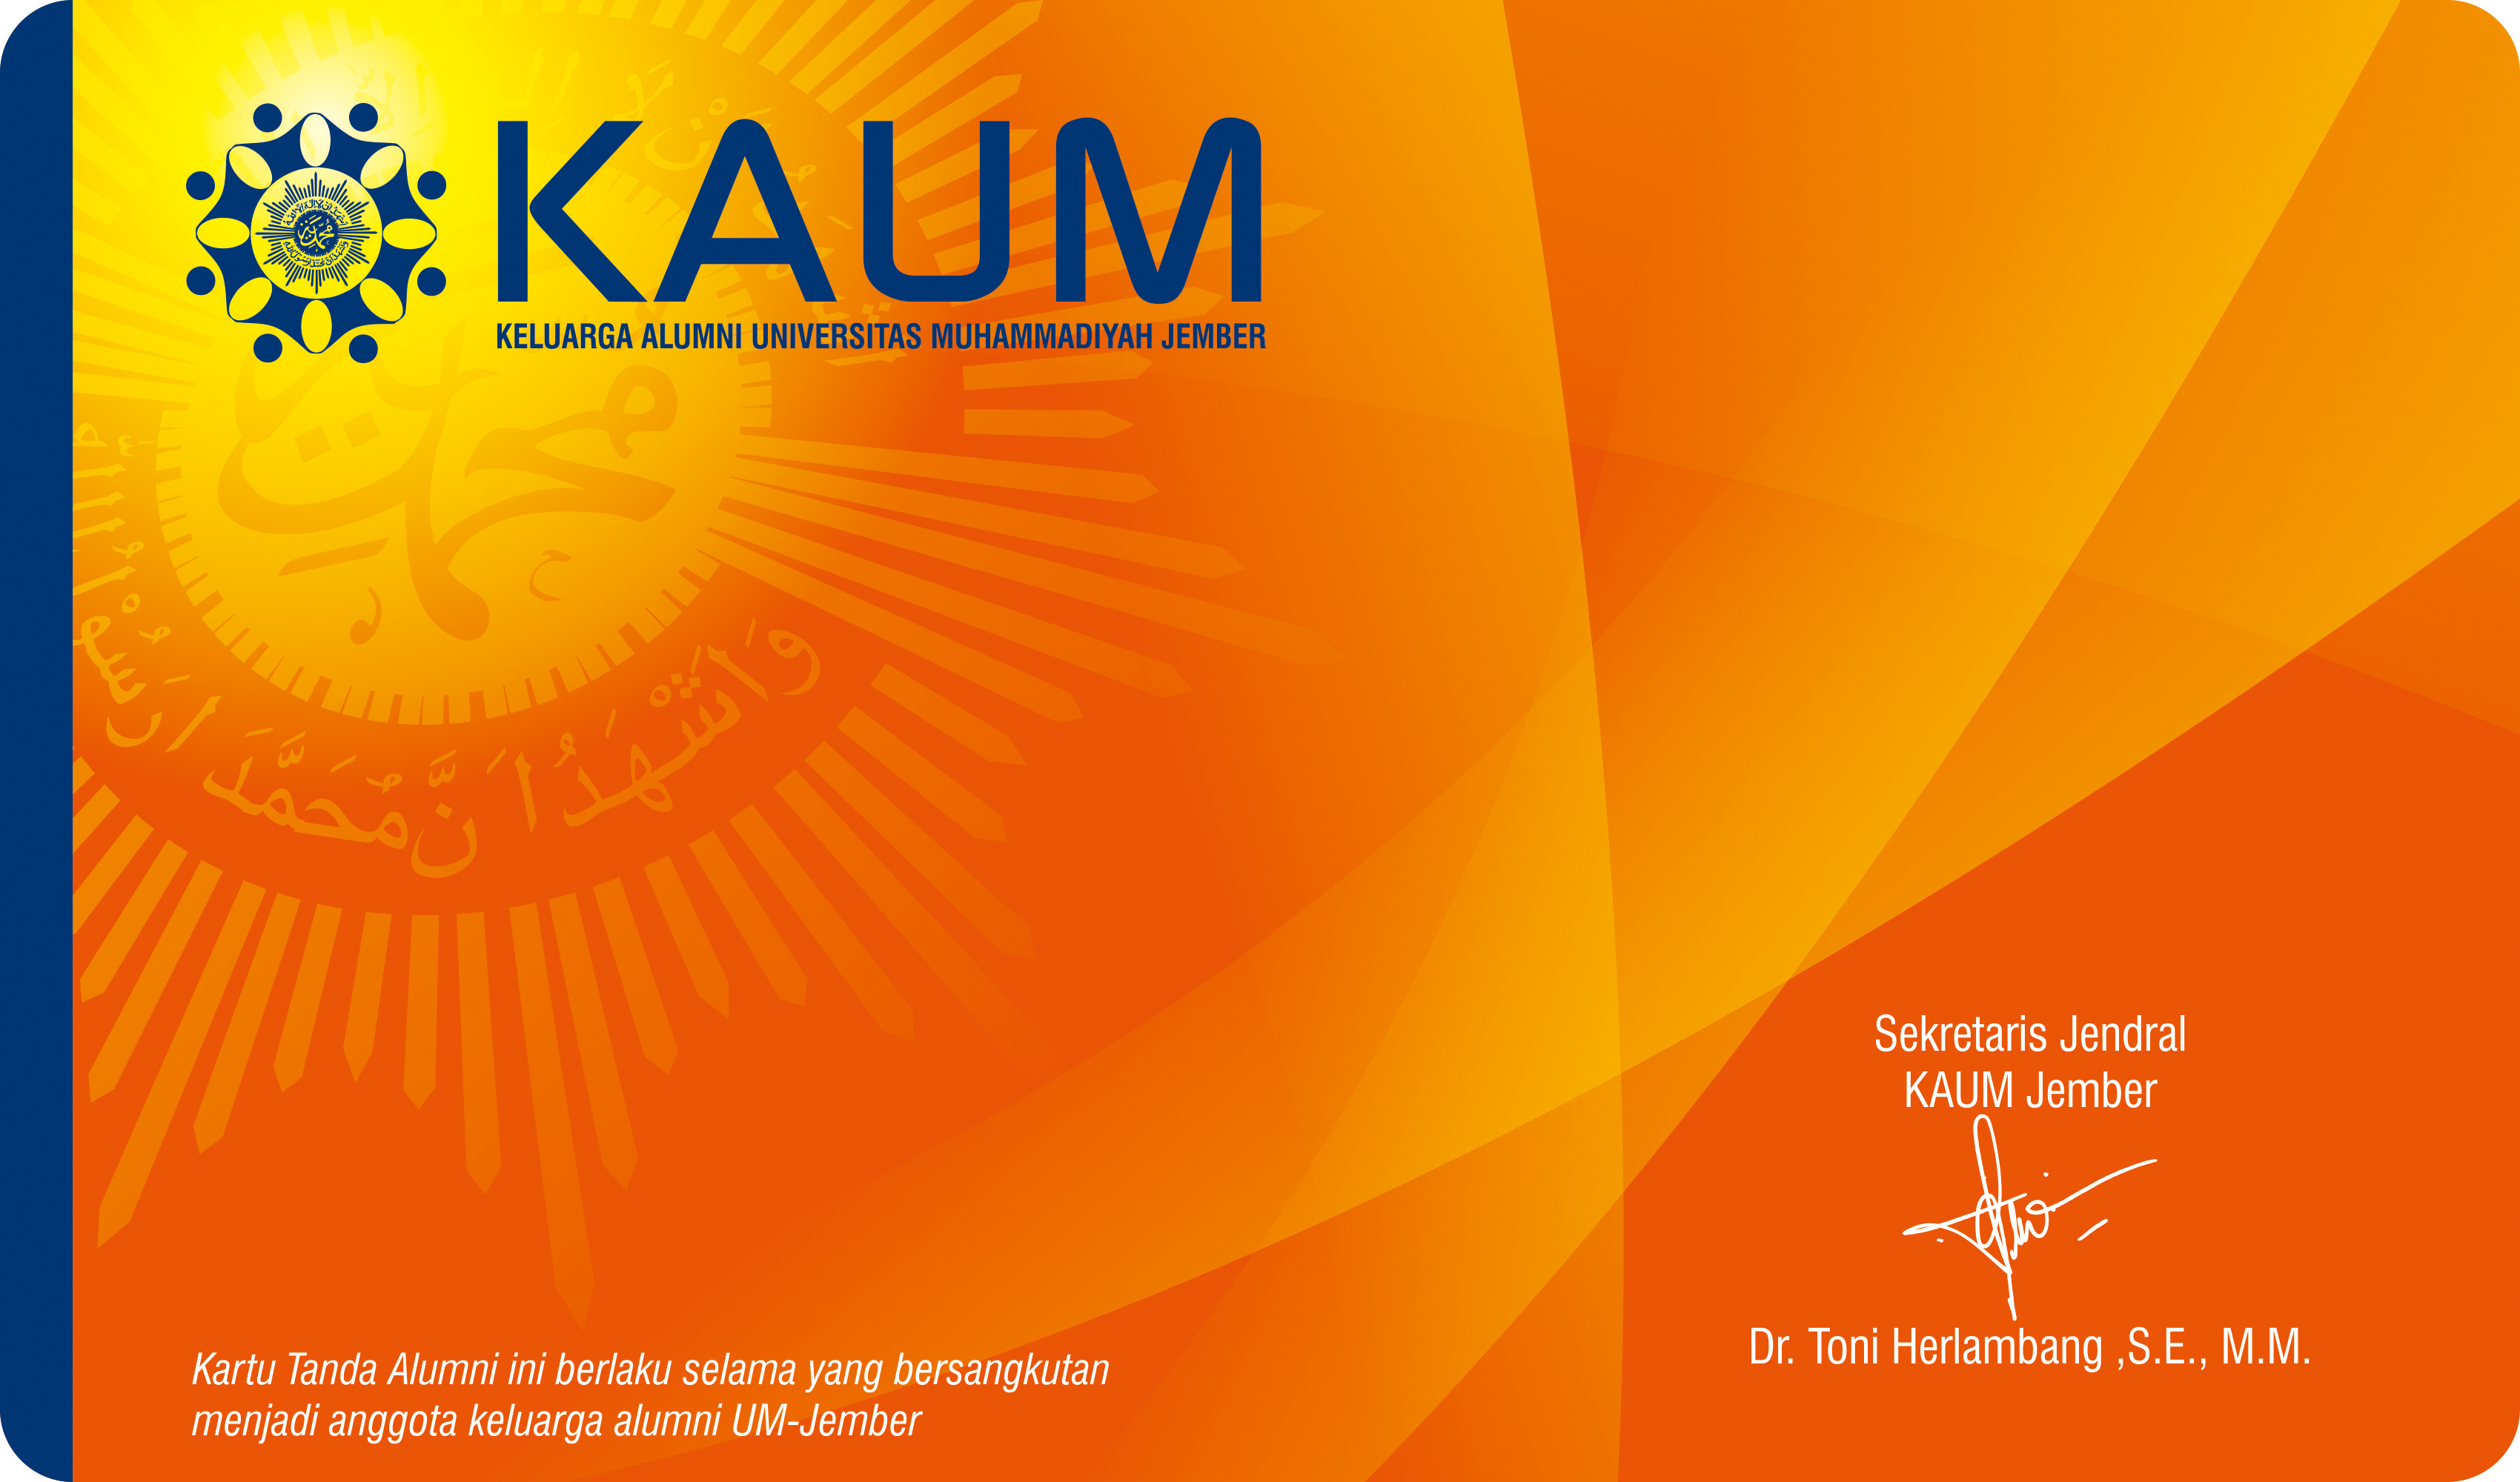 KAUM
KELUARGA ALUMNI UNIVERSITAS MUHAMMADIYAH JEMBER
محمد
وَاَشْهَدُ اَنَّ مُحَمَّدًا رَسُوْلُ
Sekretaris Jendral
KAUM Jember
Dr. Toni Herlambang ,S.E., M.M.
Kartu Tanda Alumni ini berlaku selama yang bersangkutan
menjadi anggota keluarga alumni UM-Jember